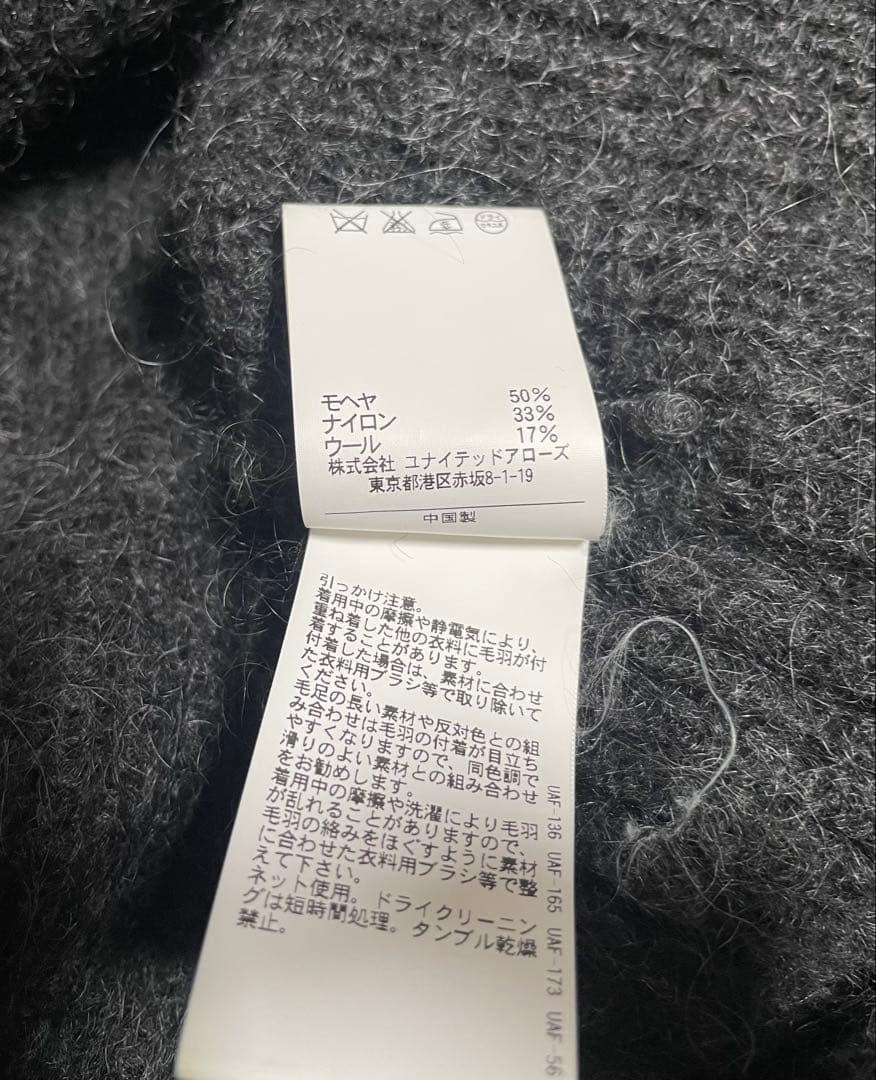 モヘヤ 50%
ナイロン 33%
ウール 17%
株式会社 ユナイテッドアローズ
東京都港区赤坂8-1-19
中国製
引っかけ注意。
着用中の摩擦や静電気により、
重ね着した他の衣料に毛羽が付
着することがあります。
付着した場合は、素材に合わせ
た衣料用ブラシ等で取り除いて
ください。
毛足の長い素材や反対色との組
み合わせは毛羽の付着が目立ち
やすくなりますので、同色調で
滑りのよい素材との組み合わせ
をお勧めします。
着用中の摩擦や洗濯により毛羽
が乱れることがありますので、
毛羽の絡みをほぐすように素材
に合わせた衣料用ブラシ等で整
えて下さい。
ネット使用。ドライクリーニン
グは短時間処理。タンブル乾燥
禁止。
UAF-136 UAF-165 UAF-173 UAF-56